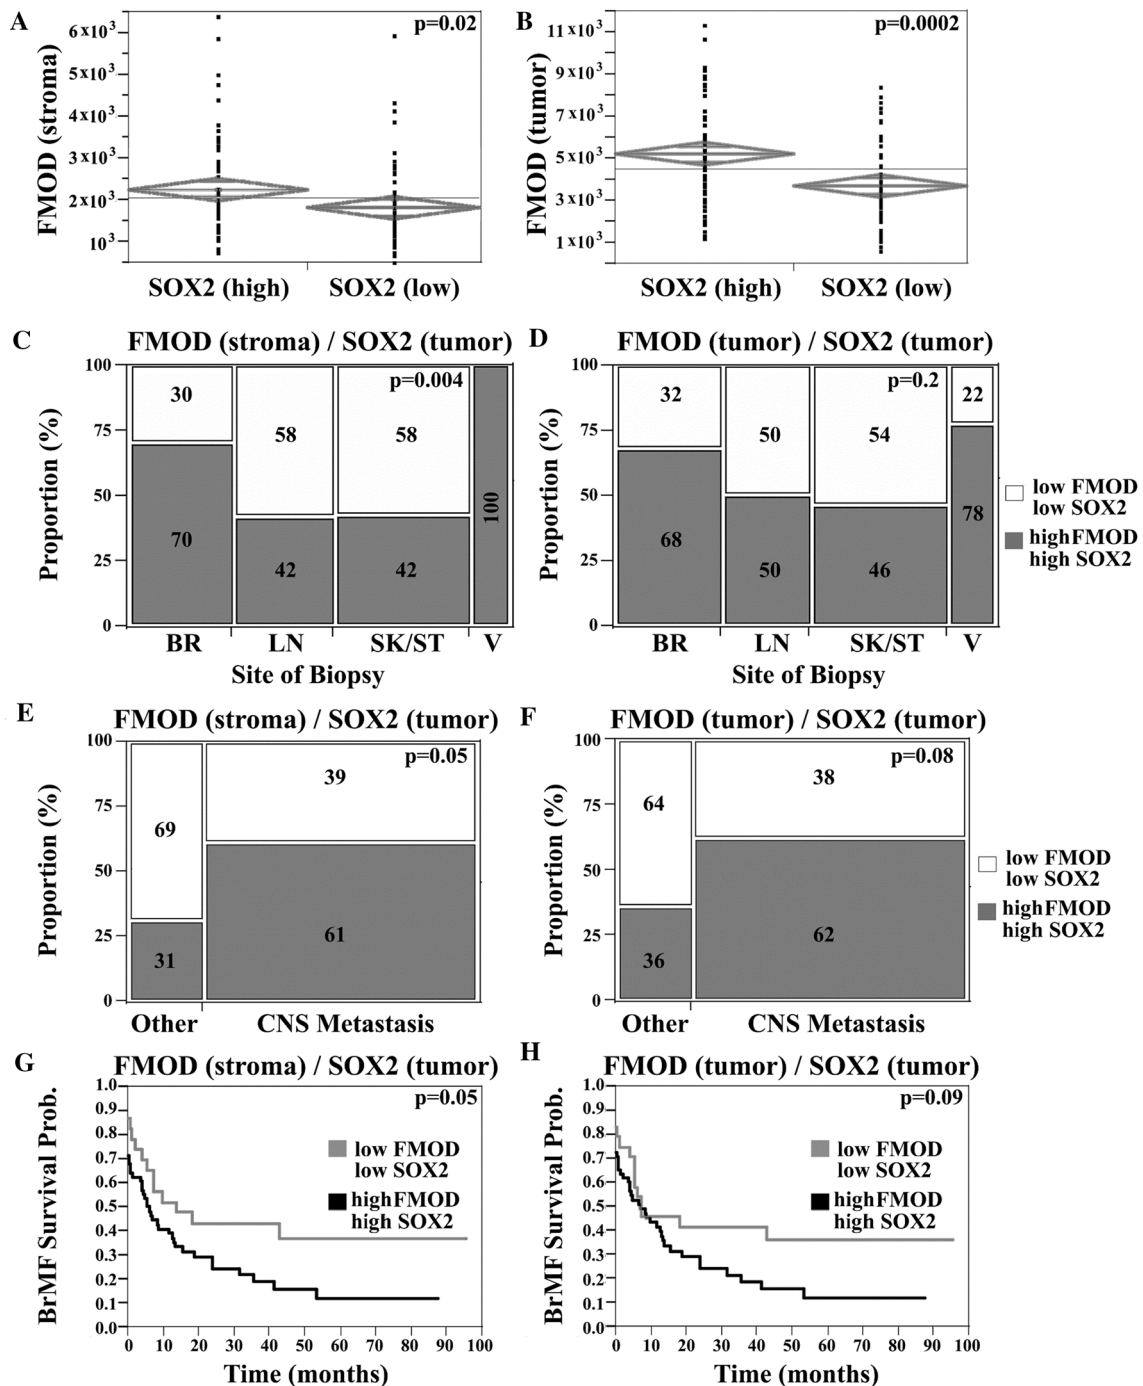 A
p=0.02
FMOD (stroma)
6x10³
5x10³
4x10³
3x10³
2x10³
10³
SOX2 (high)
SOX2 (low)
B
p=0.0002
FMOD (tumor)
11x10³
9x10³
7x10³
5x10³
3x10³
1x10³
SOX2 (high)
SOX2 (low)
C
FMOD (stroma) / SOX2 (tumor)
p=0.004
Proportion (%)
100
75
50
25
0
30
58
58
100
70
42
42
BR
LN
SK/ST
V
Site of Biopsy
D
FMOD (tumor) / SOX2 (tumor)
p=0.2
Proportion (%)
100
75
50
25
0
32
50
54
22
68
50
46
78
BR
LN
SK/ST
V
Site of Biopsy
low FMOD
low SOX2
highFMOD
high SOX2
E
FMOD (stroma) / SOX2 (tumor)
p=0.05
Proportion (%)
100
75
50
25
0
69
39
31
61
Other
CNS Metastasis
F
FMOD (tumor) / SOX2 (tumor)
p=0.08
Proportion (%)
100
75
50
25
0
64
38
36
62
Other
CNS Metastasis
low FMOD
low SOX2
highFMOD
high SOX2
G
FMOD (stroma) / SOX2 (tumor)
p=0.05
BrMF Survival Prob.
1.0
0.9
0.8
0.7
0.6
0.5
0.4
0.3
0.2
0.1
0.0
low FMOD
low SOX2
highFMOD
high SOX2
0 10 20 30 40 50 60 70 80 90 100
Time (months)
H
FMOD (tumor) / SOX2 (tumor)
p=0.09
BrMF Survival Prob.
1.0
0.9
0.8
0.7
0.6
0.5
0.4
0.3
0.2
0.1
0.0
low FMOD
low SOX2
highFMOD
high SOX2
0 10 20 30 40 50 60 70 80 90 100
Time (months)